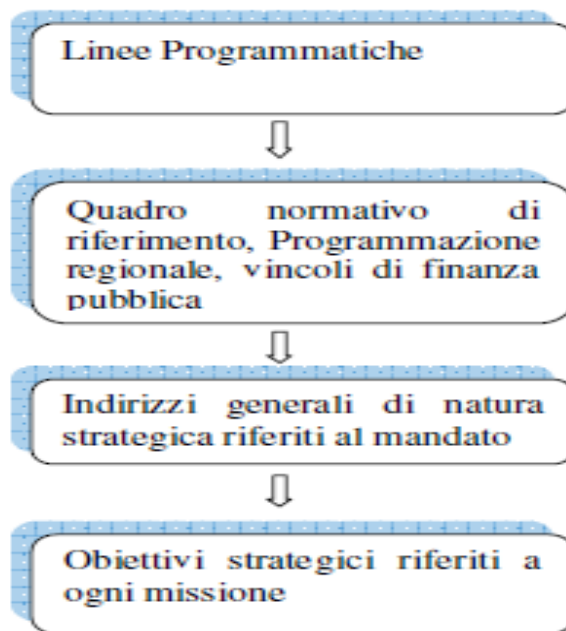 Linee Programmatiche
Quadro normativo di
riferimento, Programmazione
regionale, vincoli di finanza
pubblica
Indirizzi generali di natura
strategica riferiti al mandato
Obiettivi strategici riferiti a
ogni missione